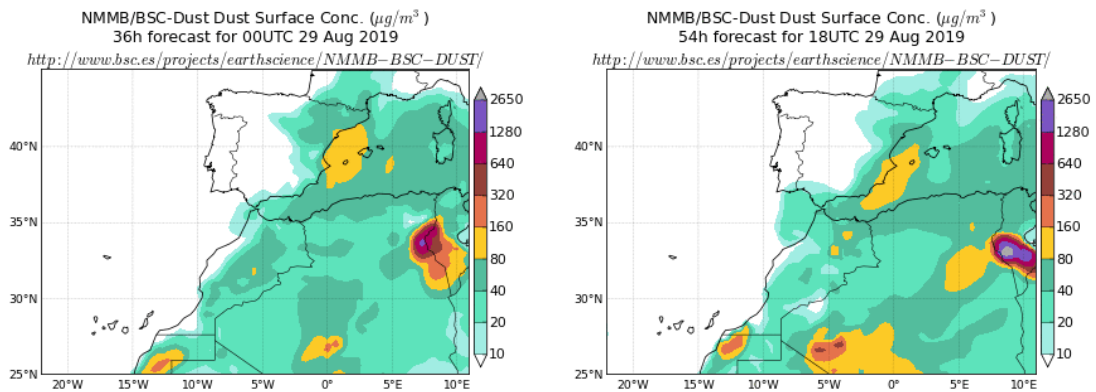 NMMB/BSC-Dust Dust Surface Conc. (μg/m³)
36h forecast for 00UTC 29 Aug 2019
http://www.bsc.es/projects/earthscience/NMMB−BSC−DUST/
40°N
35°N
30°N
25°N
20°W 15°W 10°W 5°W 0° 5°E 10°E
2650
1280
640
320
160
80
40
20
10
NMMB/BSC-Dust Dust Surface Conc. (μg/m³)
54h forecast for 18UTC 29 Aug 2019
http://www.bsc.es/projects/earthscience/NMMB−BSC−DUST/
40°N
35°N
30°N
25°N
20°W 15°W 10°W 5°W 0° 5°E 10°E
2650
1280
640
320
160
80
40
20
10